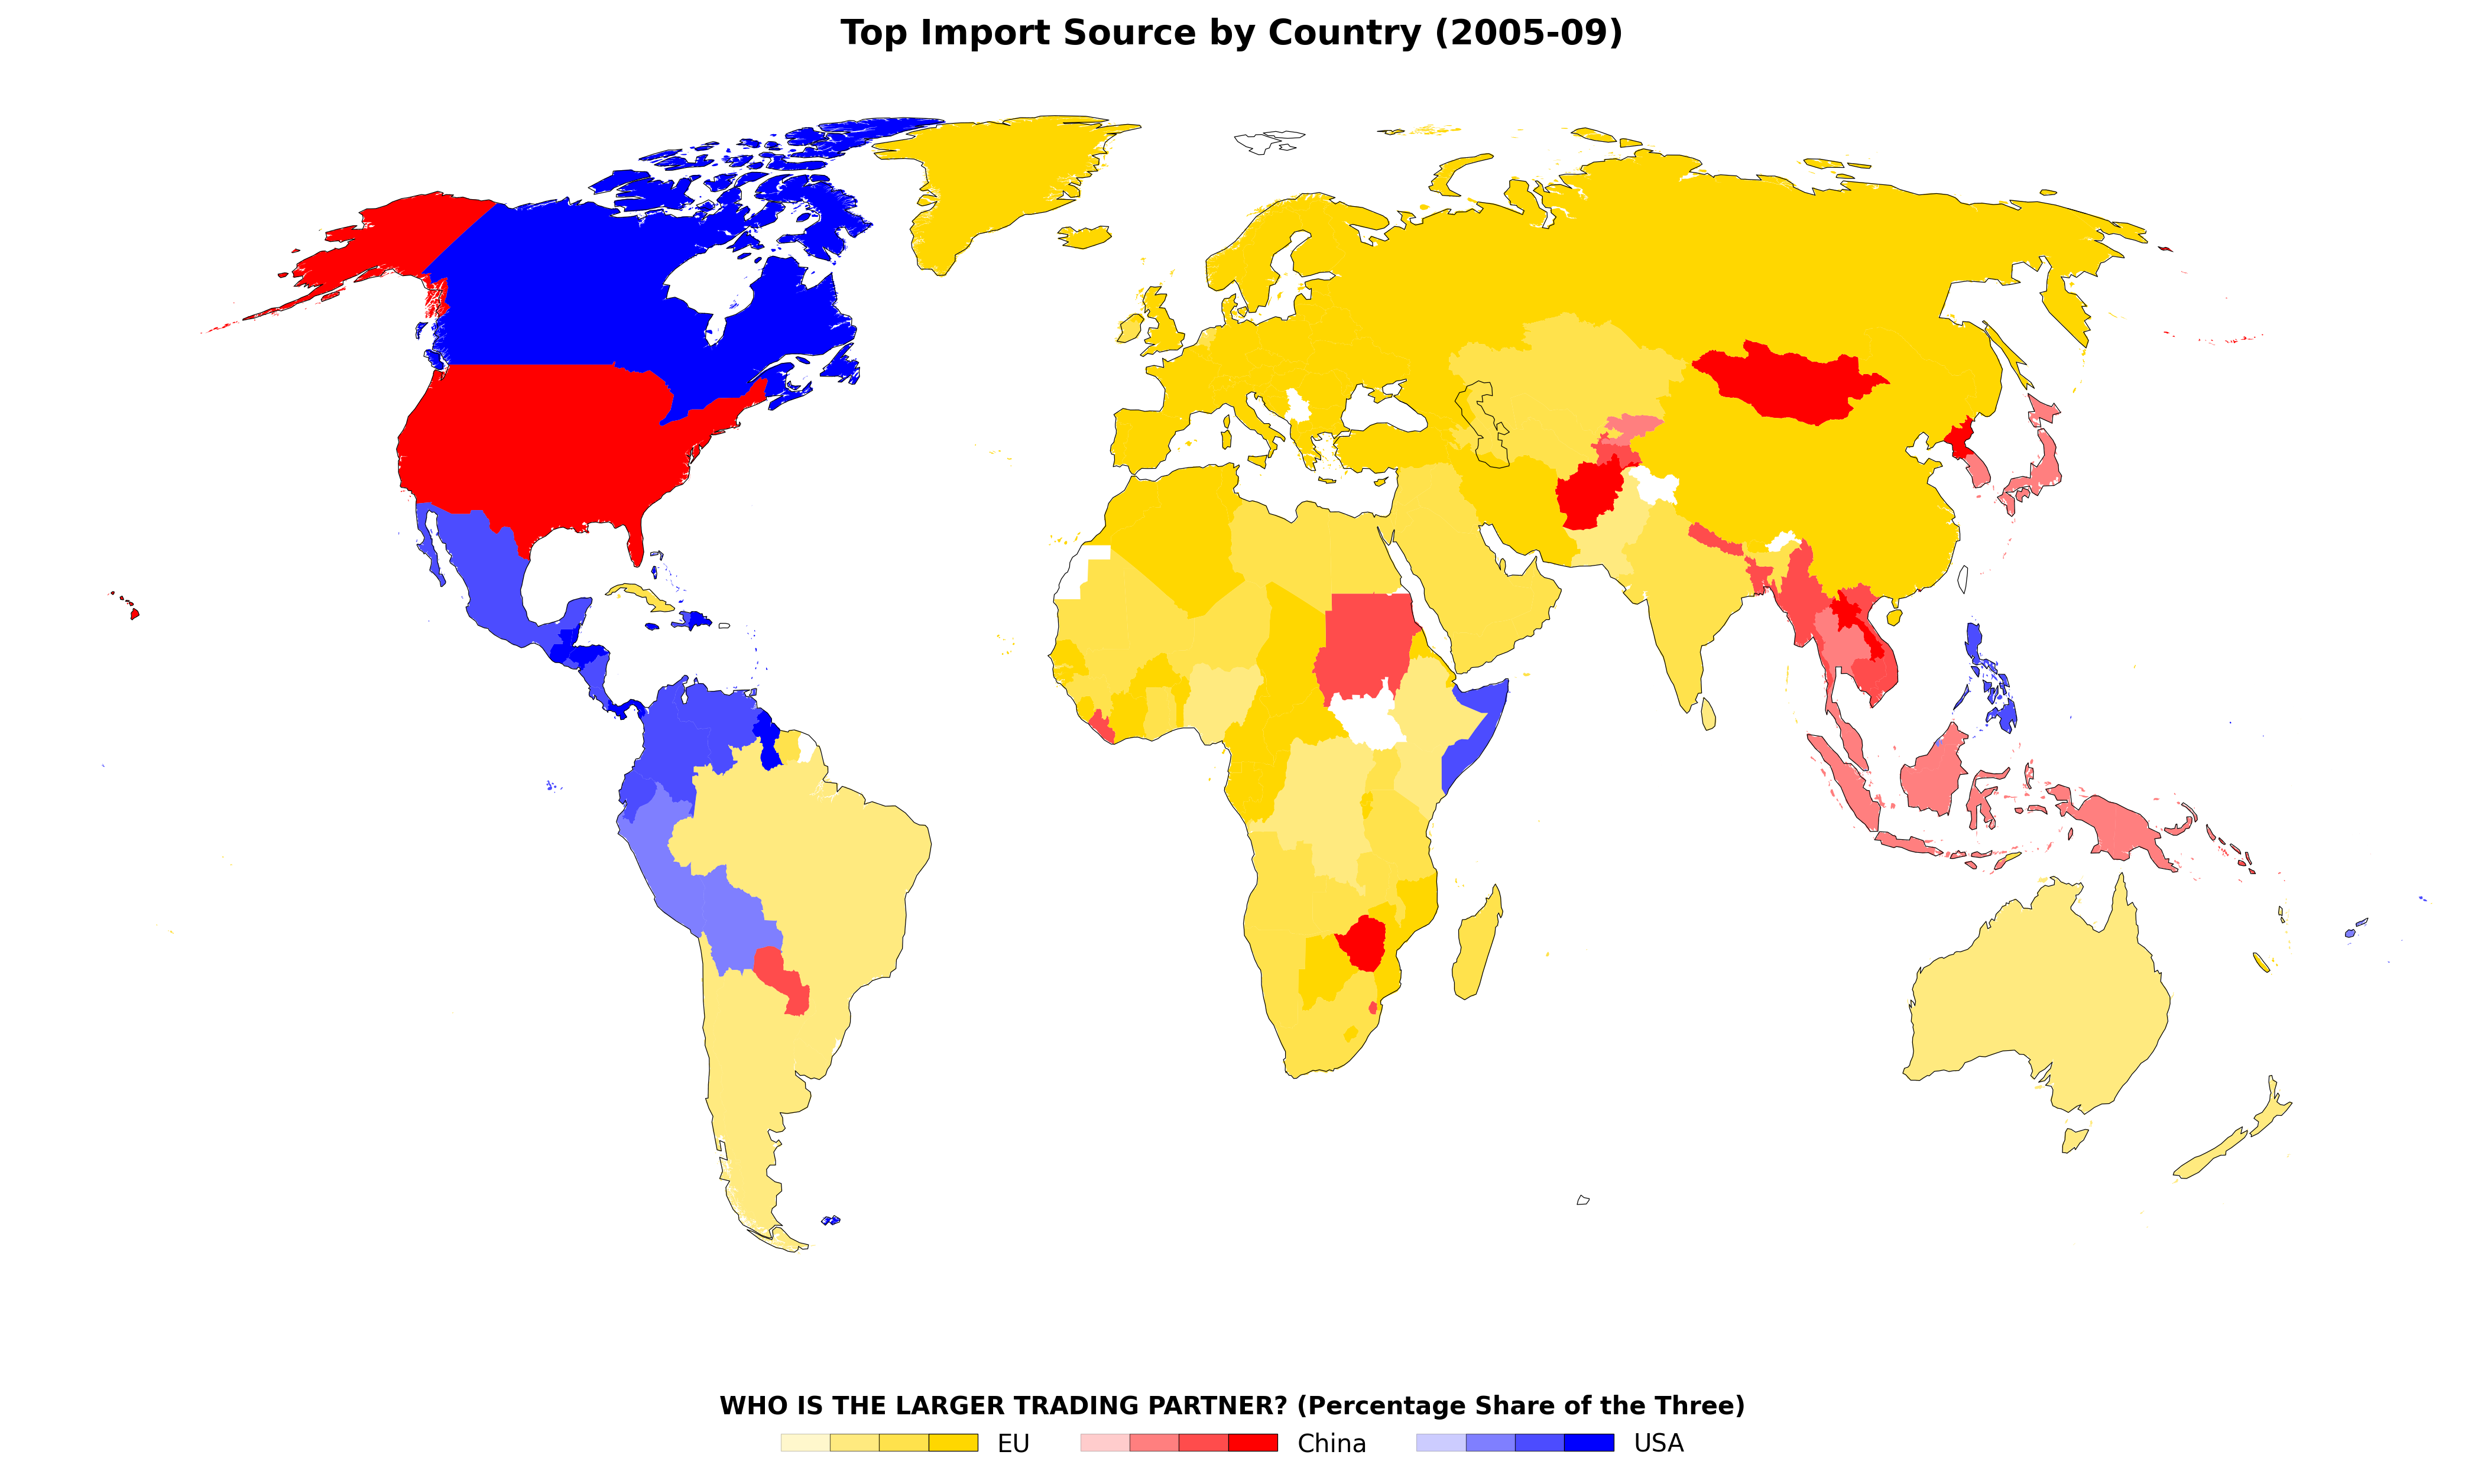 Top Import Source by Country (2005-09)
WHO IS THE LARGER TRADING PARTNER? (Percentage Share of the Three)
EU China USA